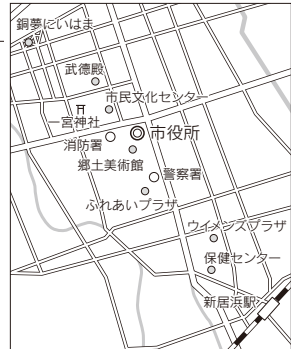 銅夢にいはま
武徳殿
市民文化センター
一宮神社
市役所
消防署
郷土美術館
警察署
ふれあいプラザ
ウイメンズプラザ
保健センター
新居浜駅